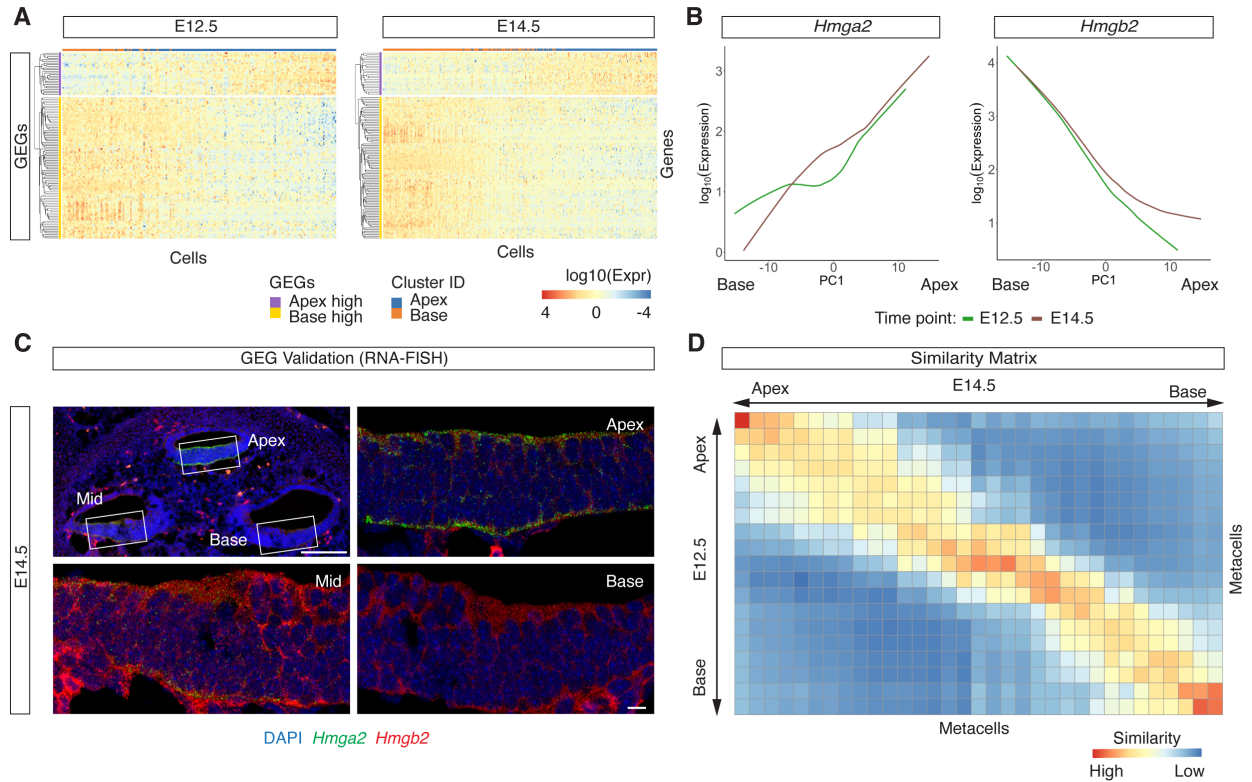 A
E12.5
E14.5
GEGs
Genes
Cells
Cells
GEGs
Apex high
Base high
Cluster ID
Apex
Base
log10(Expr)
4 0 -4
B
Hmga2
Hmgb2
log10(Expression)
3
2
1
0
-10 0 10
Base PC1 Apex
log10(Expression)
4
3
2
1
-10 0 10
Base PC1 Apex
Time point: E12.5 E14.5
C
GEG Validation (RNA-FISH)
E14.5
Apex
Mid
Base
Apex
Mid
Base
DAPI Hmga2 Hmgb2
D
Similarity Matrix
Apex E14.5 Base
Apex
E12.5
Base
Metacells
Metacells
Similarity
High Low